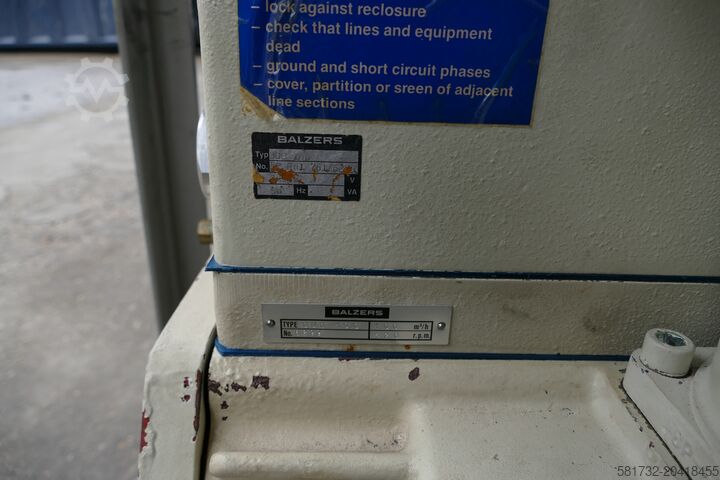 – lock against reclosure
– check that lines and equipment
dead
– ground and short circuit phases
– cover, partition or sreen of adjacent
line sections
BALZERS
Typ
No.
V
Hz VA
BALZERS
TYPE m³/h
No. r.p.m.
581732-20418455